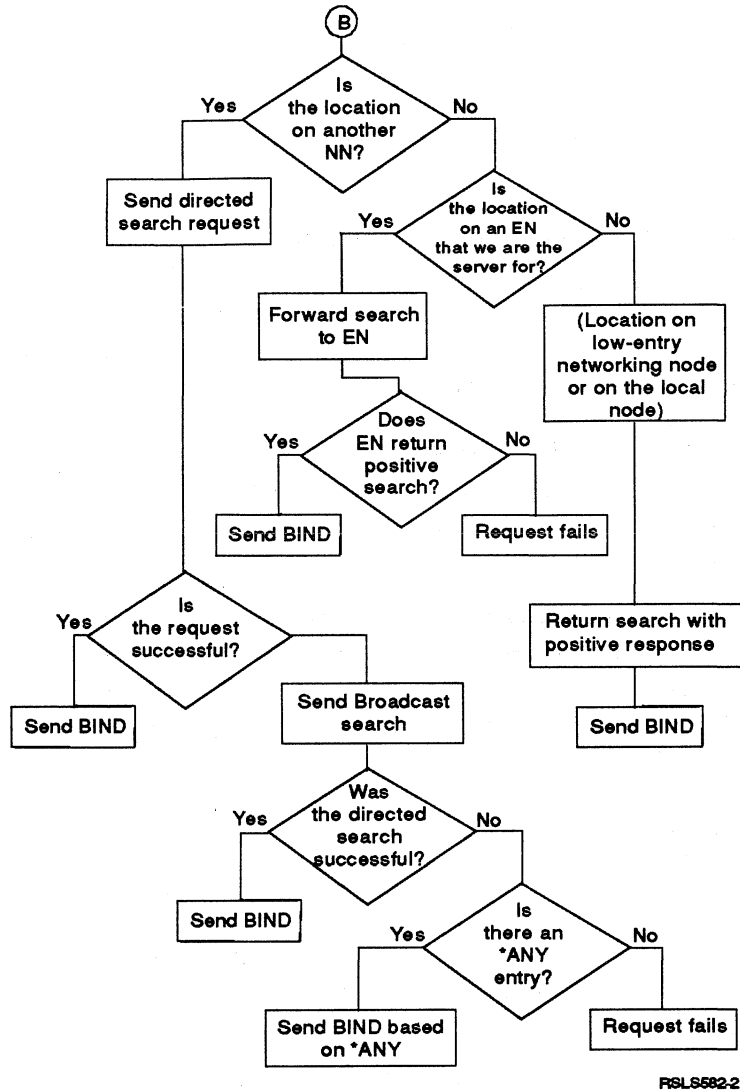 B
Is
the location
on another
NN?
Yes
No
Send directed
search request
Is
the location
on an EN
that we are the
server for?
Yes
No
Forward search
to EN
(Location on
low-entry
networking node
or on the local
node)
Does
EN return
positive
search?
Yes
No
Send BIND
Request fails
Is
the request
successful?
Yes
Return search with
positive response
Send BIND
Send Broadcast
search
Send BIND
Was
the directed
search
successful?
Yes
No
Send BIND
Is
there an
*ANY
entry?
Yes
No
Send BIND based
on *ANY
Request fails
RSLS582-2